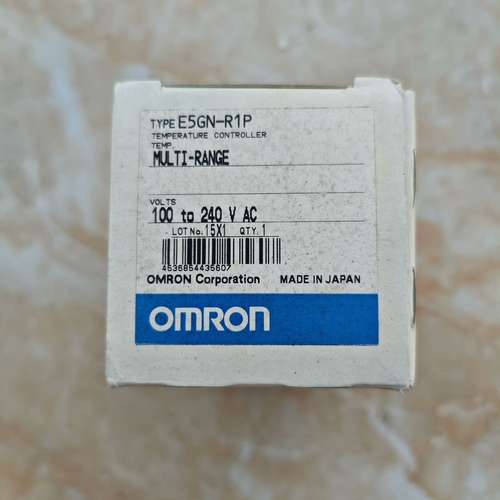 TYPE E5GN-R1P
TEMPERATURE CONTROLLER
TEMP.
MULTI-RANGE
VOLTS
100 to 240 V AC
LOT No. 15X1 QTY. 1
4536854435607
OMRON Corporation MADE IN JAPAN
OMRON